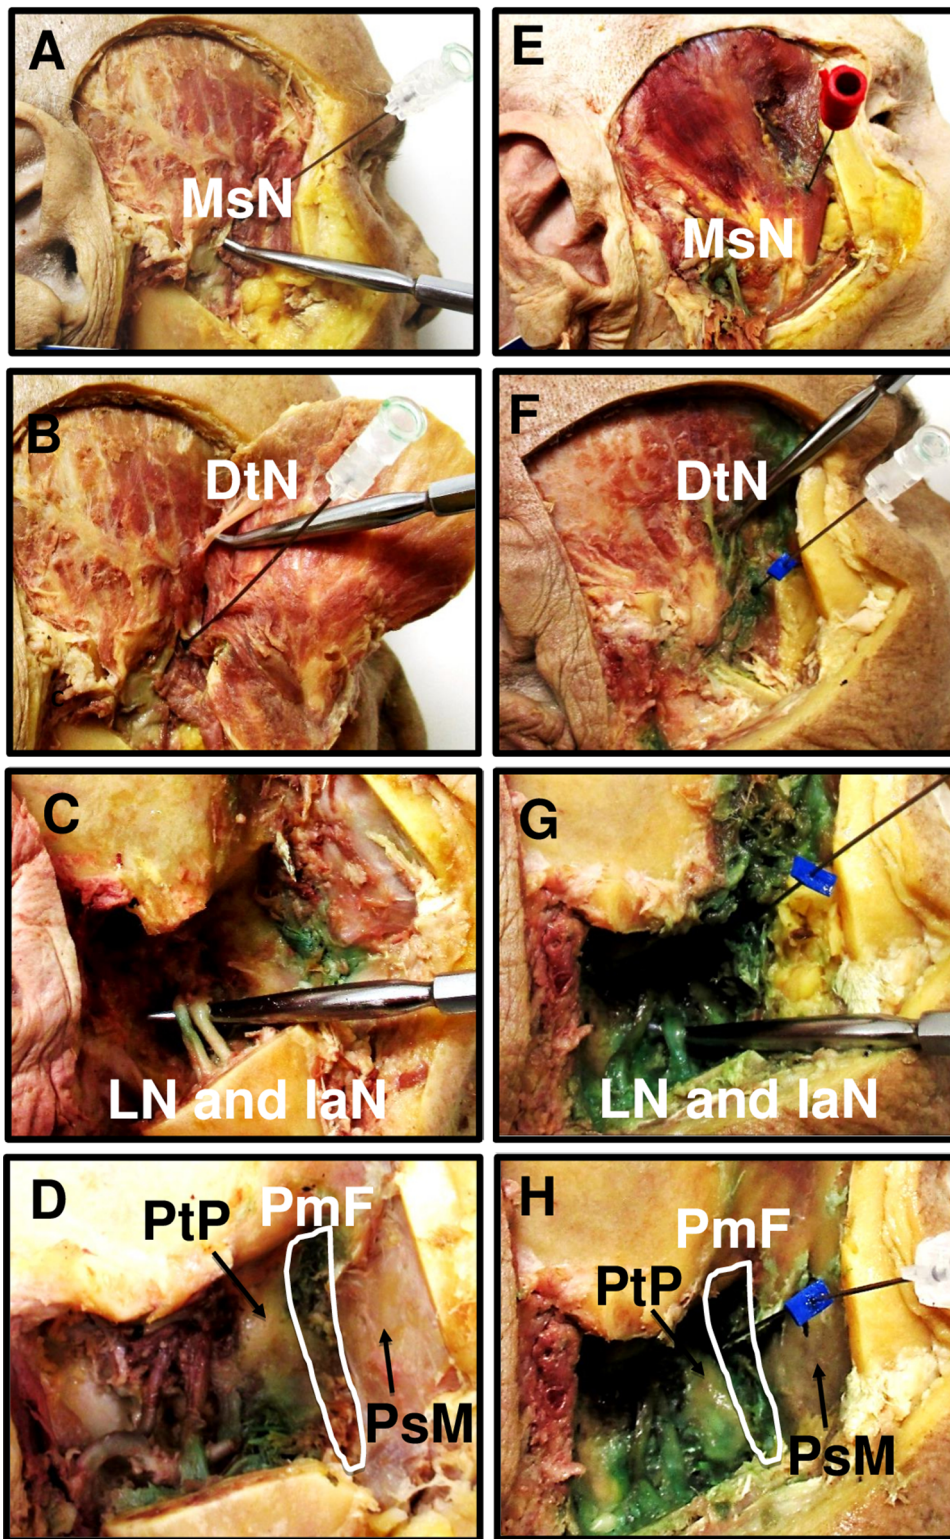 A
MsN
E
MsN
B
DtN
F
DtN
C
LN and IaN
G
LN and IaN
D
PtP
PmF
PsM
H
PmF
PtP
PsM